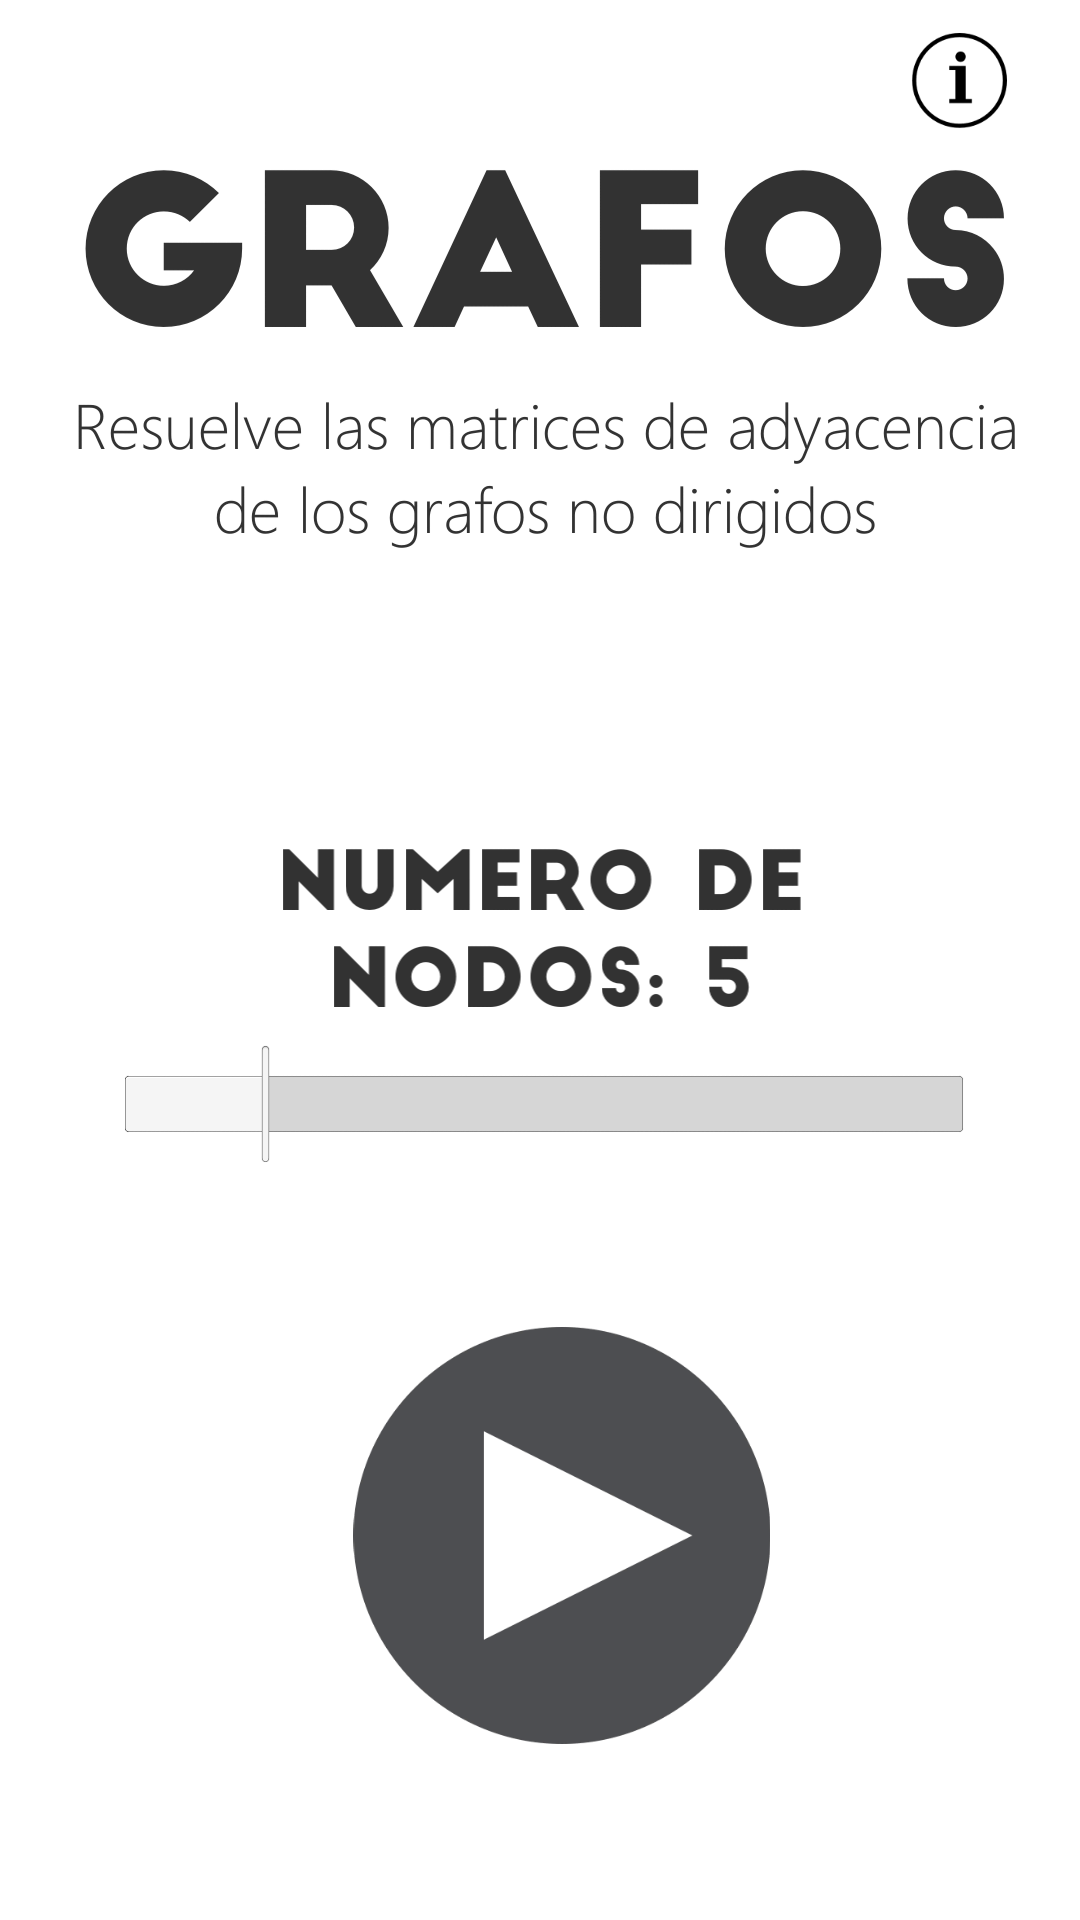 i
GRAFOS
Resuelve las matrices de adyacencia
de los grafos no dirigidos
NUMERO DE
NODOS: 5